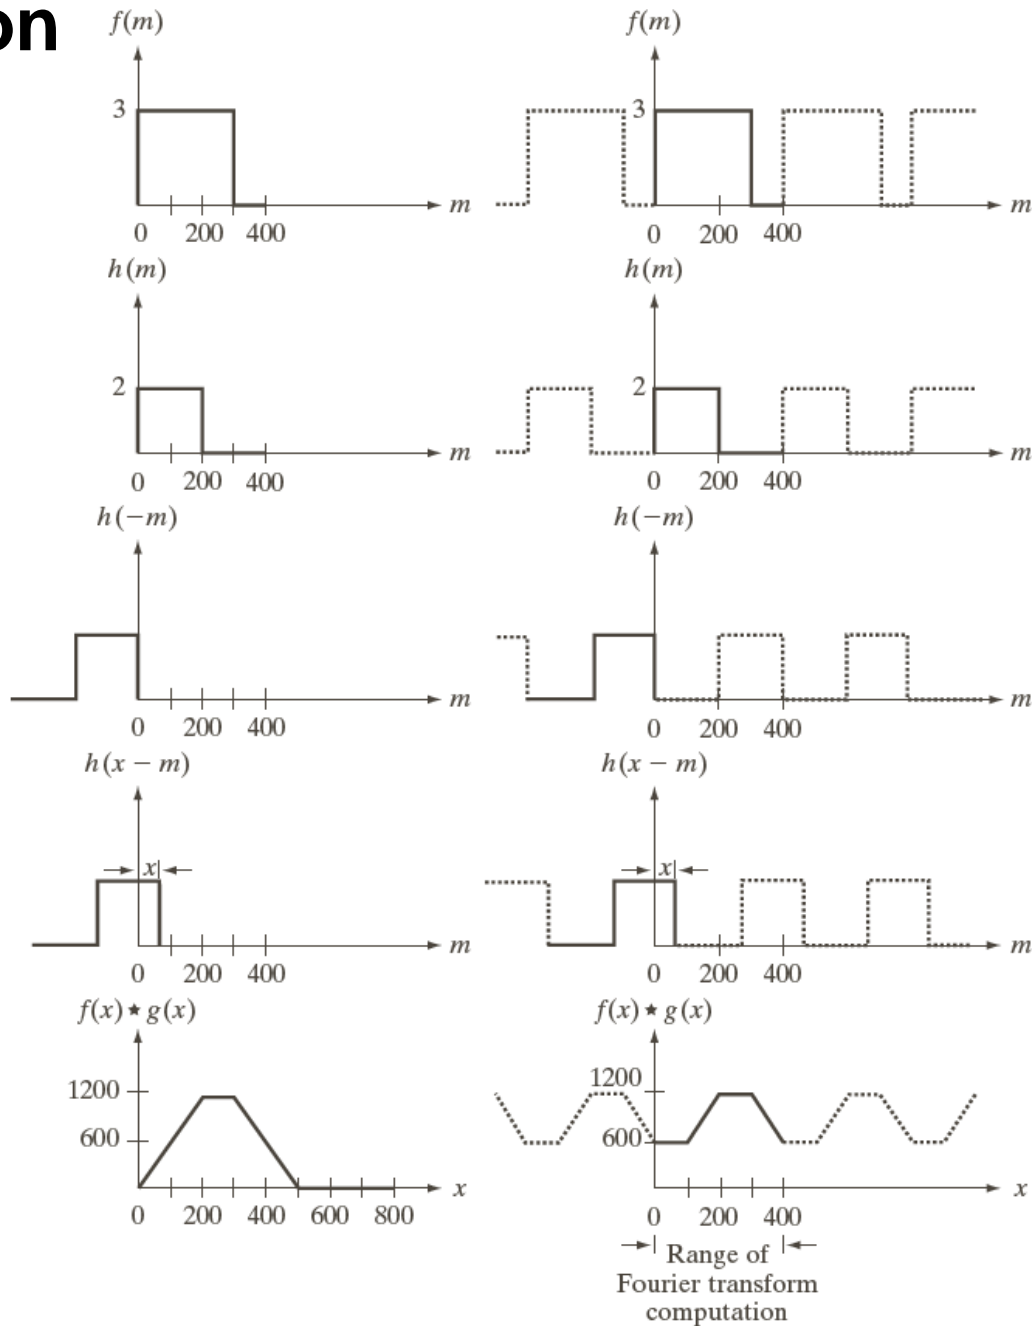 on
f(m)
3
m
0 200 400
h(m)
2
m
0 200 400
h(−m)
m
0 200 400
h(x − m)
x
m
0 200 400
f(x) ★ g(x)
1200
600
x
0 200 400 600 800
f(m)
3
m
0 200 400
h(m)
2
m
0 200 400
h(−m)
m
0 200 400
h(x − m)
x
m
0 200 400
f(x) ★ g(x)
1200
600
x
0 200 400
Range of
Fourier transform
computation